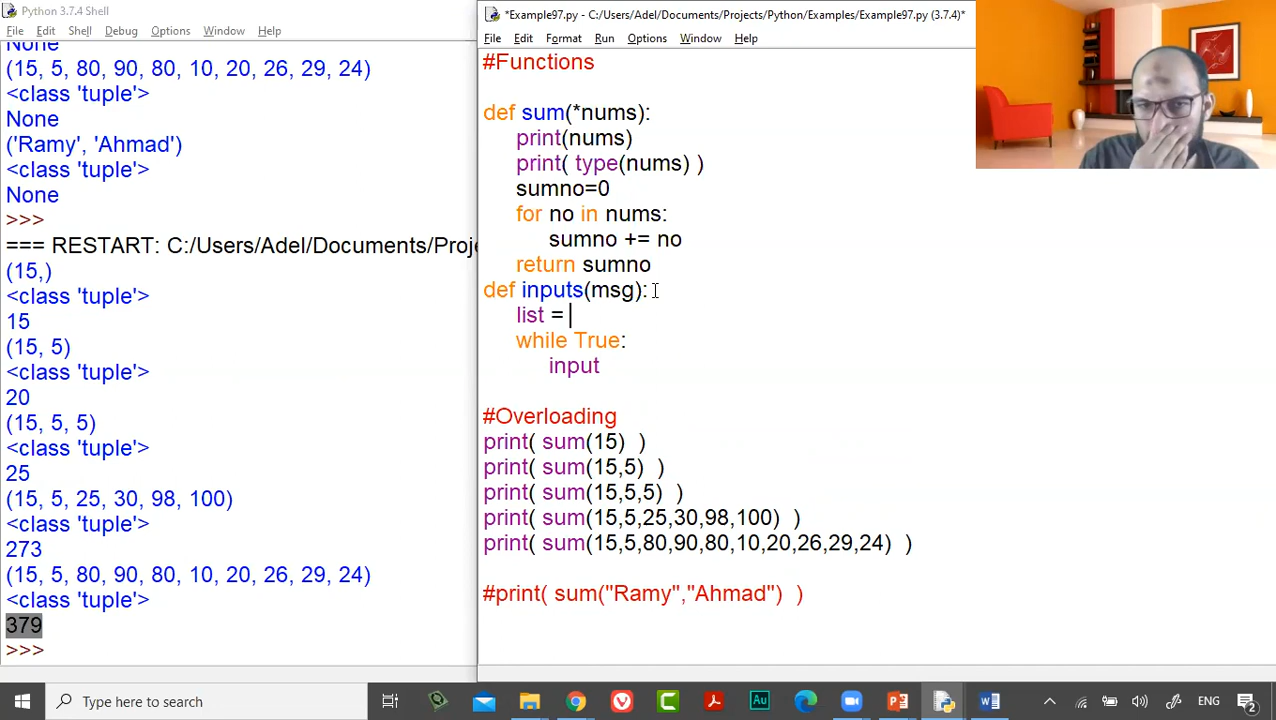 Python 3.7.4 Shell
File Edit Shell Debug Options Window Help
None
(15, 5, 80, 90, 80, 10, 20, 26, 29, 24)
<class 'tuple'>
None
('Ramy', 'Ahmad')
<class 'tuple'>
None
>>>
=== RESTART: C:/Users/Adel/Documents/Proje
(15,)
<class 'tuple'>
15
(15, 5)
<class 'tuple'>
20
(15, 5, 5)
<class 'tuple'>
25
(15, 5, 25, 30, 98, 100)
<class 'tuple'>
273
(15, 5, 80, 90, 80, 10, 20, 26, 29, 24)
<class 'tuple'>
379
>>>
*Example97.py - C:/Users/Adel/Documents/Projects/Python/Examples/Example97.py (3.7.4)*
File Edit Format Run Options Window Help
#Functions
def sum(*nums):
print(nums)
print( type(nums) )
sumno=0
for no in nums:
sumno += no
return sumno
def inputs(msg):
list =
while True:
input
#Overloading
print( sum(15) )
print( sum(15,5) )
print( sum(15,5,5) )
print( sum(15,5,25,30,98,100) )
print( sum(15,5,80,90,80,10,20,26,29,24) )
#print( sum("Ramy","Ahmad") )
Type here to search
Au
ENG
2